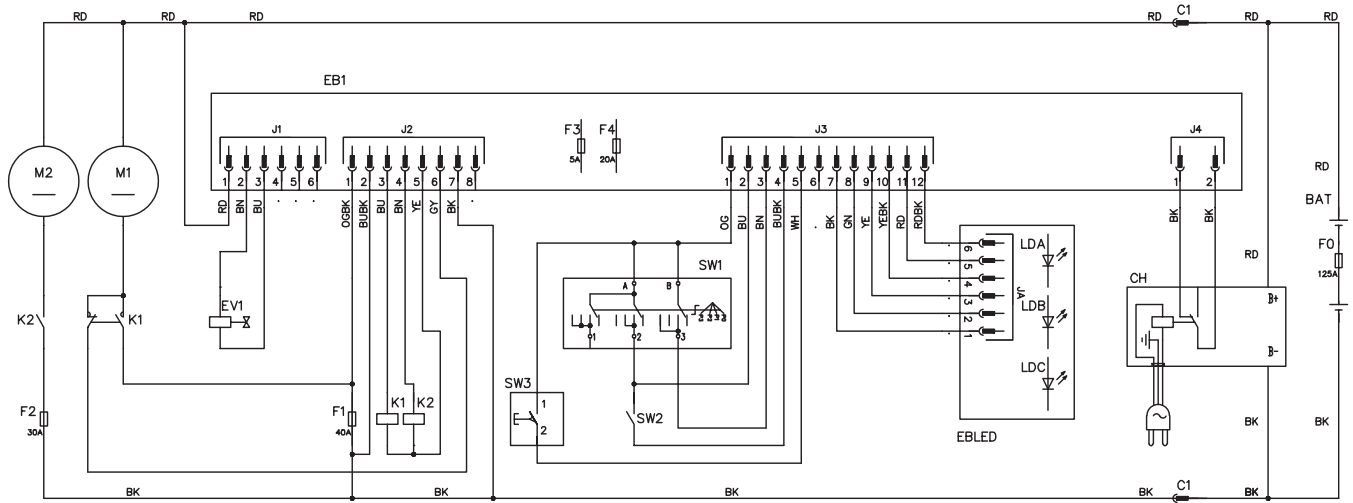 RD RD RD RD C1 RD RD
EB1
J1 J2 F3 F4 J3 J4
5A 20A
M2 M1
1 2 3 4 5 6 1 2 3 4 5 6 7 8 1 2 3 4 5 6 7 8 9 10 11 12 1 2
RD BN BU . . . OGBK BUBK BU BN YE GY BK . OG BU BN BUBK WH . BK GN YE YEBK RD RDBK BK BK
RD
BAT
F0
125A
RD
SW1
A B
1 2 3
6 5 4 3 2 1
JA
LDA
LDB
LDC
EBLED
CH
B+
B-
K2 K1
EV1
SW3
1
2
SW2
K1 K2
F2
30A
F1
40A
BK BK
BK BK BK C1 BK